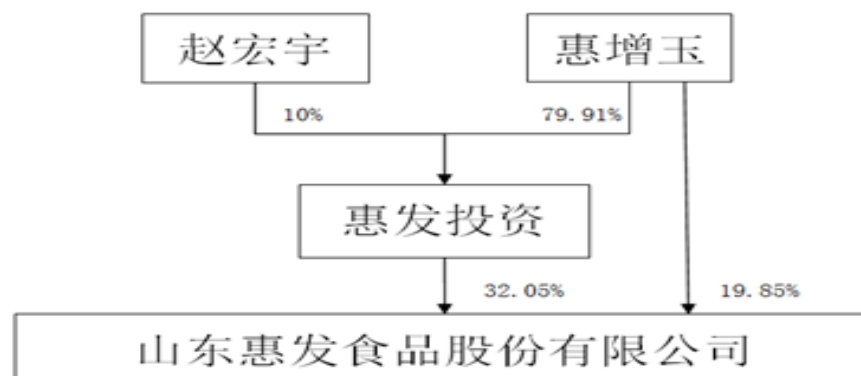 赵宏宇
惠增玉
10%
79.91%
惠发投资
32.05%
19.85%
山东惠发食品股份有限公司